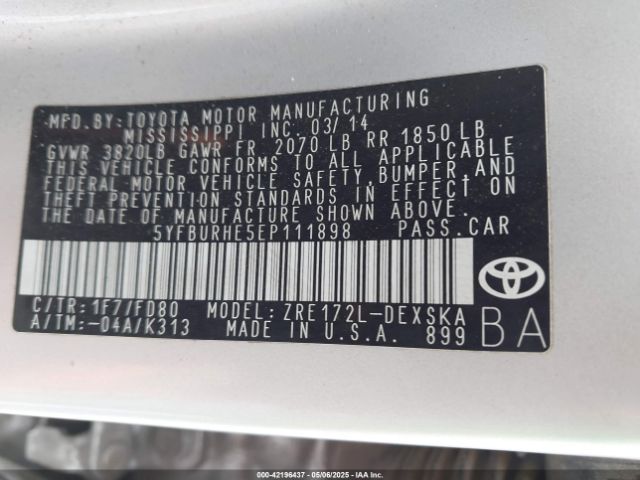 MFD.BY:TOYOTA MOTOR MANUFACTURING
MISSISSIPPI INC. 03/14
GVWR 3820LB GAWR FR 2070 LB RR 1850 LB
THIS VEHICLE CONFORMS TO ALL APPLICABLE
FEDERAL MOTOR VEHICLE SAFETY, BUMPER, AND
THEFT PREVENTION STANDARDS IN EFFECT ON
THE DATE OF MANUFACTURE SHOWN ABOVE.
5YFBURHE5EP111898 PASS.CAR
C/TR:1F7/FD80 MODEL: ZRE172L-DEXSKA
A/TM:-04A/K313 MADE IN U.S.A. 899
BA
000-42196437 - 05/06/2025 - IAA Inc.